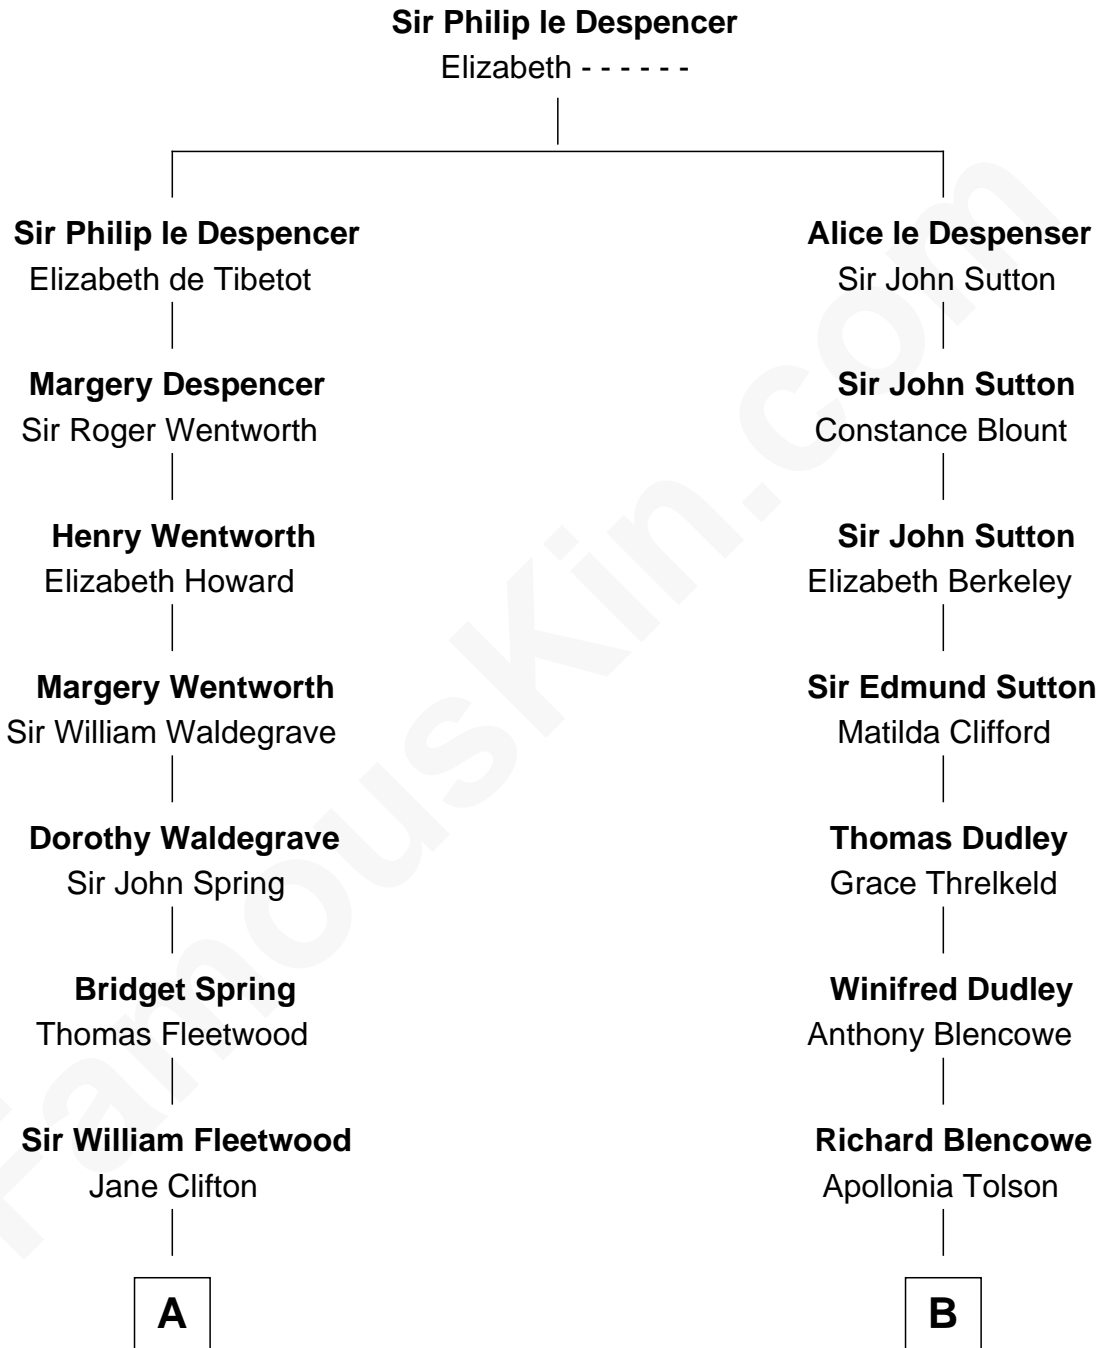 Sir Philip le Despencer
Elizabeth - - - - - -
Sir Philip le Despencer
Elizabeth de Tibetot
Alice le Despenser
Sir John Sutton
Margery Despencer
Sir Roger Wentworth
Sir John Sutton
Constance Blount
Henry Wentworth
Elizabeth Howard
Sir John Sutton
Elizabeth Berkeley
Margery Wentworth
Sir William Waldegrave
Sir Edmund Sutton
Matilda Clifford
Dorothy Waldegrave
Sir John Spring
Thomas Dudley
Grace Threlkeld
Bridget Spring
Thomas Fleetwood
Winifred Dudley
Anthony Blencowe
Sir William Fleetwood
Jane Clifton
Richard Blencowe
Apollonia Tolson
A
B
FamousKin.com